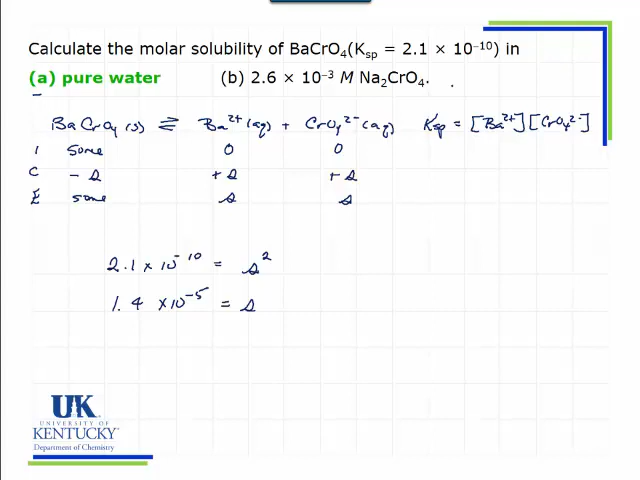 Calculate the molar solubility of BaCrO₄(Kₛₚ = 2.1 × 10⁻¹⁰) in
(a) pure water (b) 2.6 × 10⁻³ M Na₂CrO₄.
BaCrO₄(s) ⇌ Ba²⁺(aq) + CrO₄²⁻(aq) Ksp = [Ba²⁺][CrO₄²⁻]
I some 0 0
C - s + s + s
E some s s
2.1 × 10⁻¹⁰ = s²
1.4 × 10⁻⁵ = s
UK
UNIVERSITY OF
KENTUCKY
Department of Chemistry